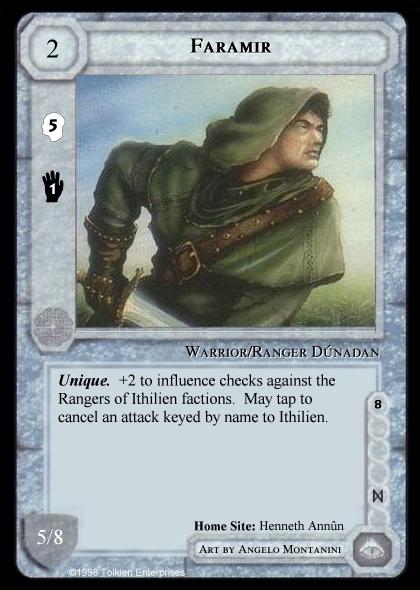 2
FARAMIR
5
1
WARRIOR/RANGER DÚNADAN
Unique. +2 to influence checks against the
Rangers of Ithilien factions. May tap to
cancel an attack keyed by name to Ithilien.
8
ᛞ
Home Site: Henneth Annûn
5/8
ART BY ANGELO MONTANINI
©1998 Tolkien Enterprises